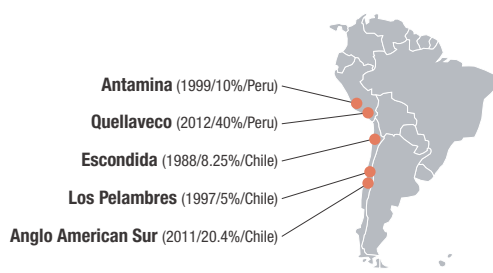 Antamina (1999/10%/Peru)
Quellaveco (2012/40%/Peru)
Escondida (1988/8.25%/Chile)
Los Pelambres (1997/5%/Chile)
Anglo American Sur (2011/20.4%/Chile)